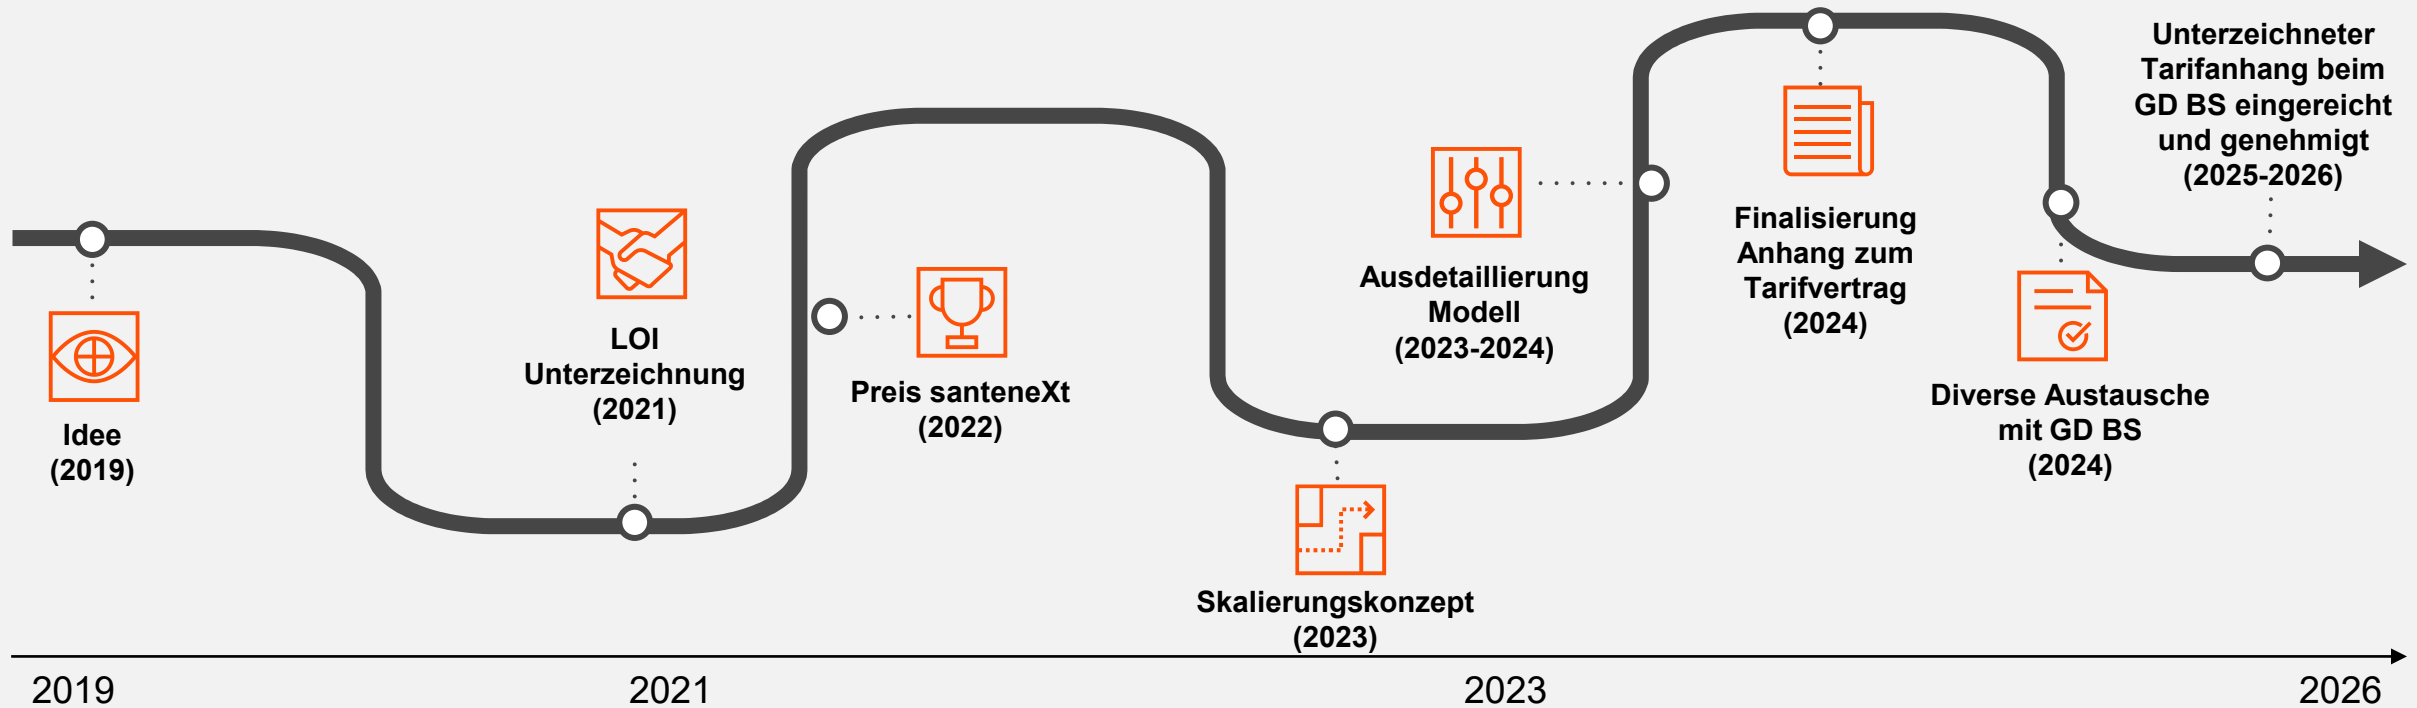 Idee
(2019)
LOI
Unterzeichnung
(2021)
Preis santeneXt
(2022)
Skalierungskonzept
(2023)
Ausdetaillierung
Modell
(2023-2024)
Finalisierung
Anhang zum
Tarifvertrag
(2024)
Diverse Austausche
mit GD BS
(2024)
Unterzeichneter
Tarifanhang beim
GD BS eingereicht
und genehmigt
(2025-2026)
2019
2021
2023
2026